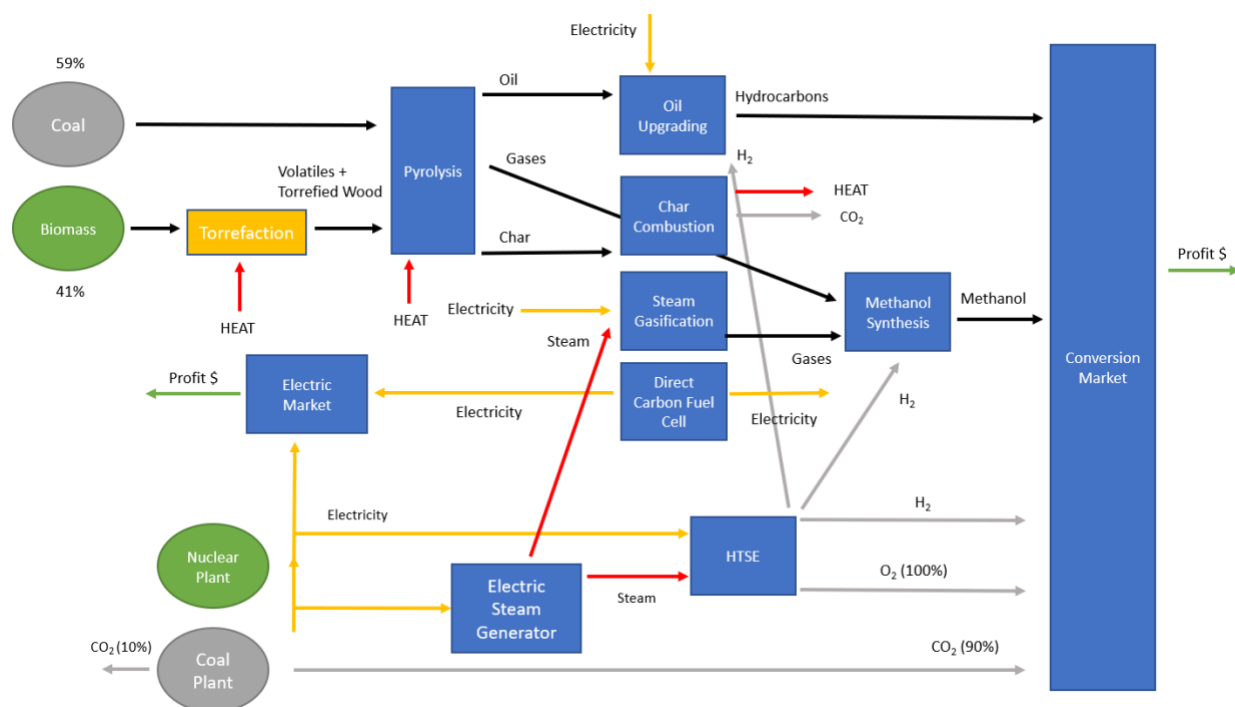 Electricity
59%
Coal
Oil
Oil
Upgrading
Hydrocarbons
Pyrolysis
Gases
H₂
Volatiles +
Torrefied Wood
Char
Combustion
HEAT
CO₂
Biomass
Torrefaction
Char
41%
HEAT
HEAT
Electricity
Steam
Steam
Gasification
Methanol
Synthesis
Methanol
Gases
Profit $
Conversion
Market
Profit $
Electric
Market
Electricity
Direct
Carbon Fuel
Cell
Electricity
H₂
Electricity
H₂
Nuclear
Plant
HTSE
O₂ (100%)
Electric
Steam
Generator
Steam
CO₂ (10%)
Coal
Plant
CO₂ (90%)